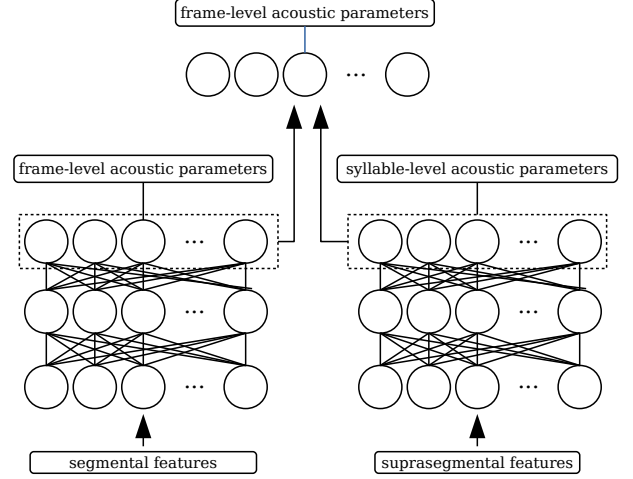 frame-level acoustic parameters
...
frame-level acoustic parameters
syllable-level acoustic parameters
... ...
... ...
... ...
segmental features
suprasegmental features